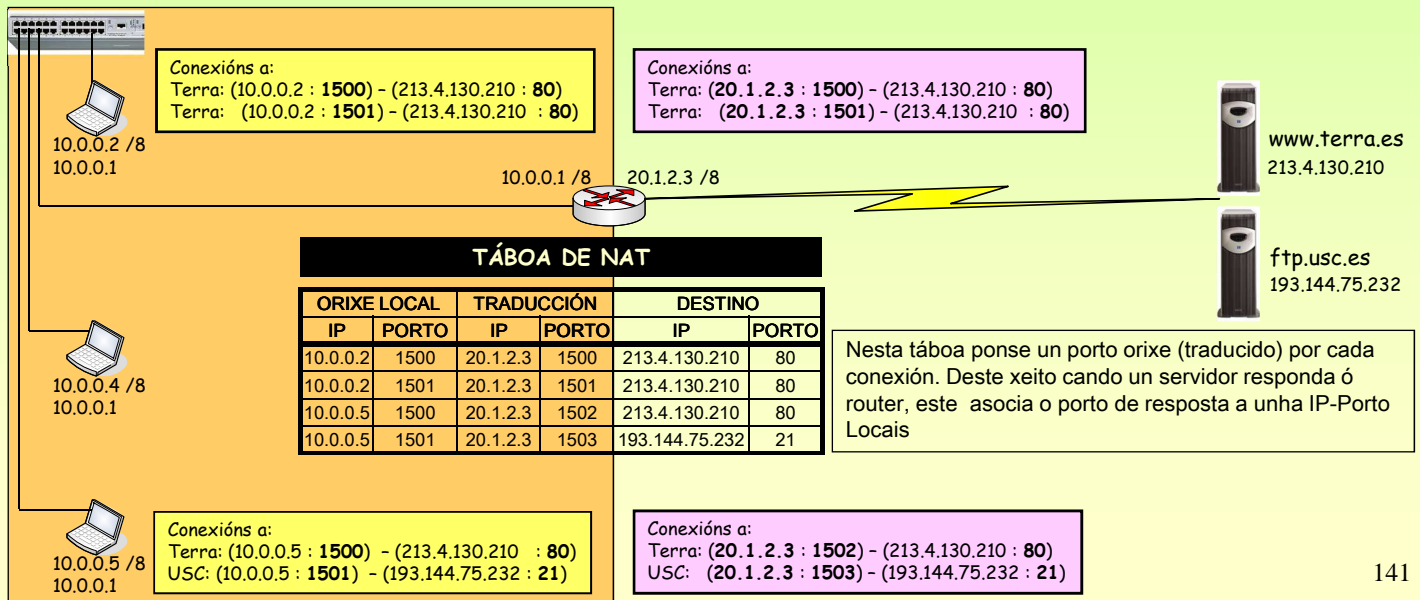 Conexións a:
Terra: (10.0.0.2 : 1500) – (213.4.130.210 : 80)
Terra: (10.0.0.2 : 1501) – (213.4.130.210 : 80)
Conexións a:
Terra: (20.1.2.3 : 1500) – (213.4.130.210 : 80)
Terra: (20.1.2.3 : 1501) – (213.4.130.210 : 80)
10.0.0.2 /8
10.0.0.1
10.0.0.1 /8
20.1.2.3 /8
www.terra.es
213.4.130.210
ftp.usc.es
193.144.75.232
TÁBOA DE NAT
ORIXE LOCAL TRADUCCIÓN DESTINO
IP PORTO IP PORTO IP PORTO
10.0.0.2 1500 20.1.2.3 1500 213.4.130.210 80
10.0.0.2 1501 20.1.2.3 1501 213.4.130.210 80
10.0.0.5 1500 20.1.2.3 1502 213.4.130.210 80
10.0.0.5 1501 20.1.2.3 1503 193.144.75.232 21
Nesta táboa ponse un porto orixe (traducido) por cada
conexión. Deste xeito cando un servidor responda ó
router, este asocia o porto de resposta a unha IP-Porto
Locais
10.0.0.4 /8
10.0.0.1
10.0.0.5 /8
10.0.0.1
Conexións a:
Terra: (10.0.0.5 : 1500) – (213.4.130.210 : 80)
USC: (10.0.0.5 : 1501) – (193.144.75.232 : 21)
Conexións a:
Terra: (20.1.2.3 : 1502) – (213.4.130.210 : 80)
USC: (20.1.2.3 : 1503) – (193.144.75.232 : 21)
141